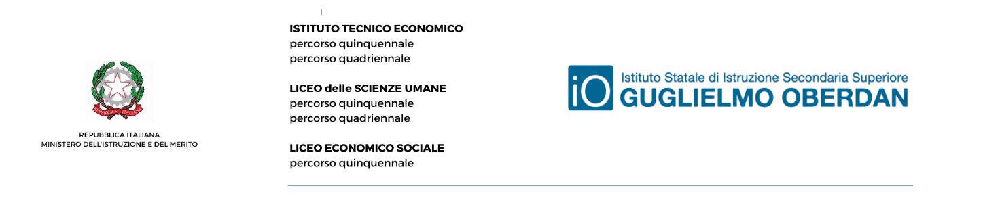 REPUBBLICA ITALIANA
MINISTERO DELL'ISTRUZIONE E DEL MERITO
ISTITUTO TECNICO ECONOMICO
percorso quinquennale
percorso quadriennale
LICEO delle SCIENZE UMANE
percorso quinquennale
percorso quadriennale
LICEO ECONOMICO SOCIALE
percorso quinquennale
iO
Istituto Statale di Istruzione Secondaria Superiore
GUGLIELMO OBERDAN